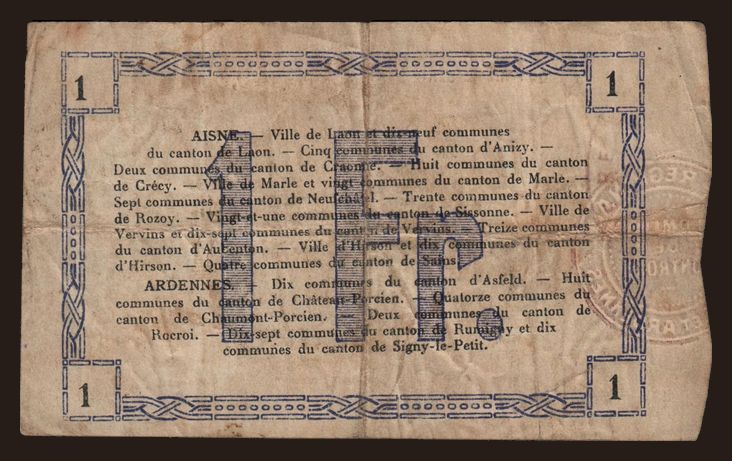 1
1
AISNE. — Ville de Laon et dix-neuf communes
du canton de Laon. — Cinq communes du canton d'Anizy. —
Deux communes du canton de Craonne. — Huit communes du canton
de Crécy. — Ville de Marle et vingt communes du canton de Marle. —
Sept communes du canton de Neufchâtel. — Trente communes du canton
de Rozoy. — Vingt-et-une communes du canton de Sissonne. — Ville de
Vervins et dix-sept communes du canton de Vervins. — Treize communes
du canton d'Aubenton. — Ville d'Hirson et dix communes du canton
d'Hirson. — Quatre communes du canton de Sains.
ARDENNES. — Dix communes du canton d'Asfeld. — Huit
communes du canton de Château-Porcien. — Quatorze communes du
canton de Chaumont-Porcien. — Deux communes du canton de
Rocroi. — Dix-sept communes du canton de Rumigny et dix
communes du canton de Signy-le-Petit.
1 Fr.
1
1